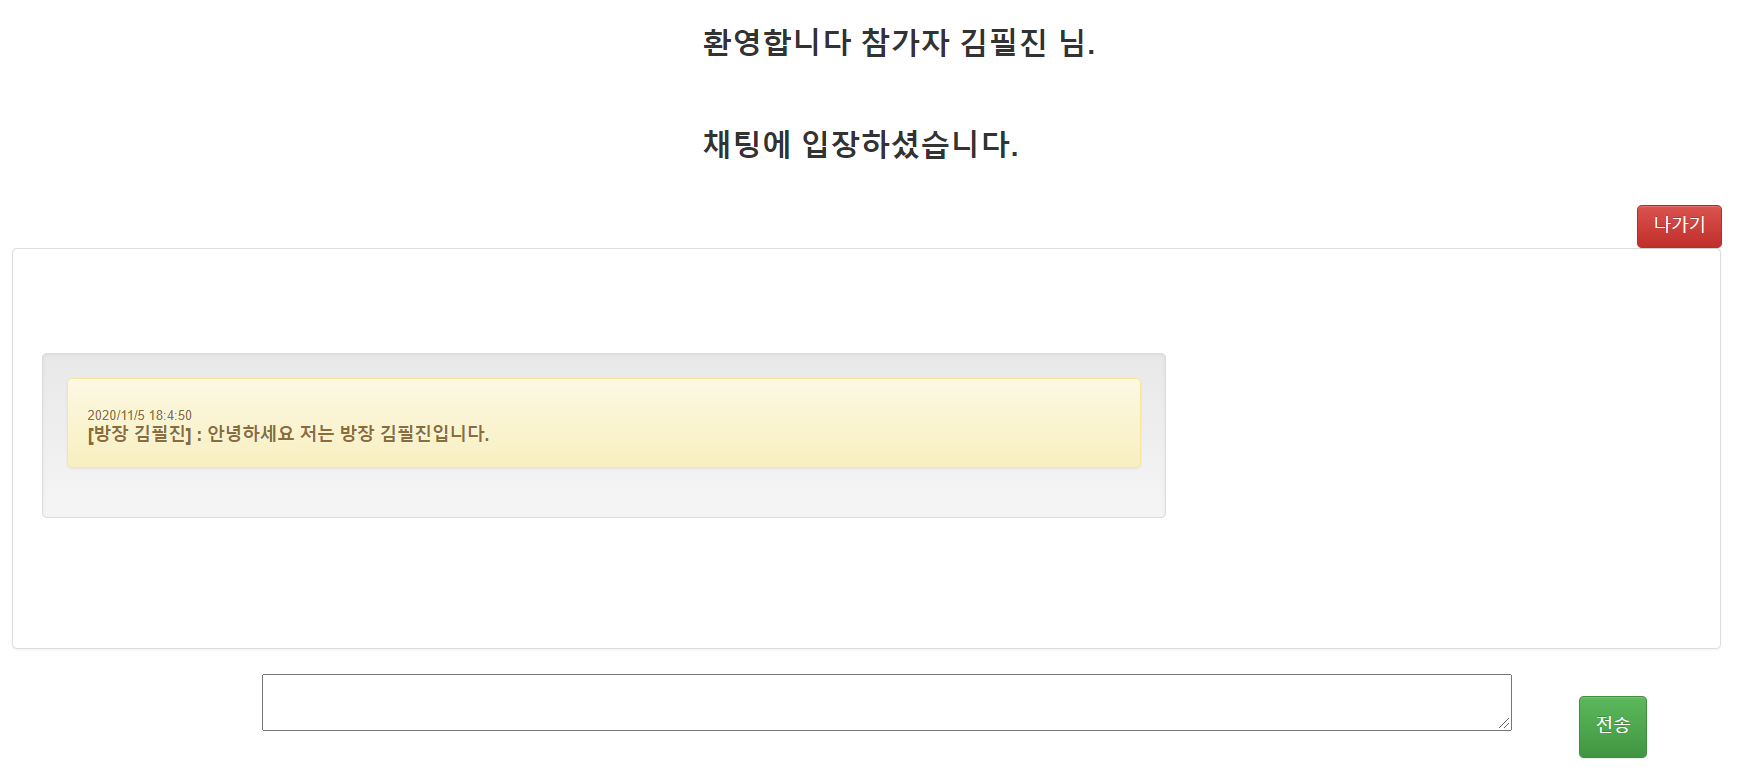 환영합니다 참가자 김필진 님.
채팅에 입장하셨습니다.
나가기
2020/11/5 18:4:50
[방장 김필진] : 안녕하세요 저는 방장 김필진입니다.
전송